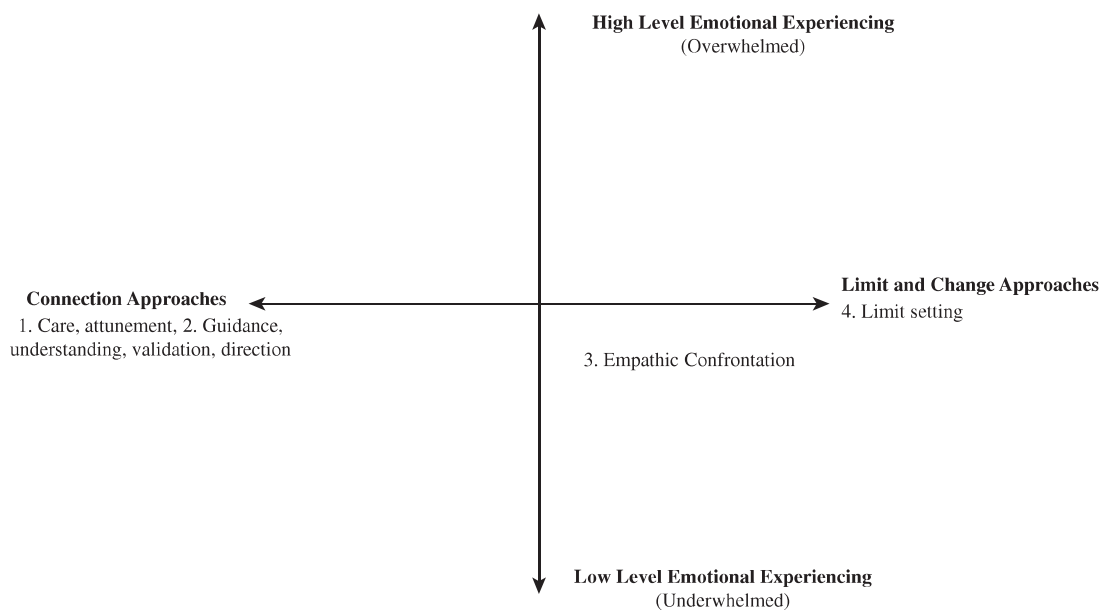 High Level Emotional Experiencing
(Overwhelmed)
Connection Approaches
1. Care, attunement, 2. Guidance,
understanding, validation, direction
Limit and Change Approaches
4. Limit setting
3. Empathic Confrontation
Low Level Emotional Experiencing
(Underwhelmed)